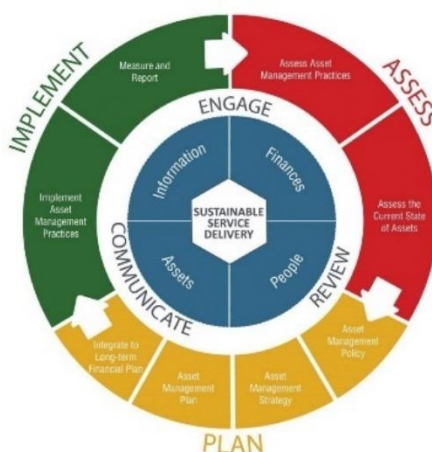 IMPLEMENT
Measure and
Report
Implement
Asset
Management
Practices
ASSESS
Assess Asset
Management Practices
Assess the
Current State
of Assets
ENGAGE
Information
Finances
SUSTAINABLE
SERVICE
DELIVERY
Assets
People
COMMUNICATE
REVIEW
Integrate to
Long-term
Financial Plan
Asset
Management
Plan
Asset
Management
Strategy
Asset
Management
Policy
PLAN